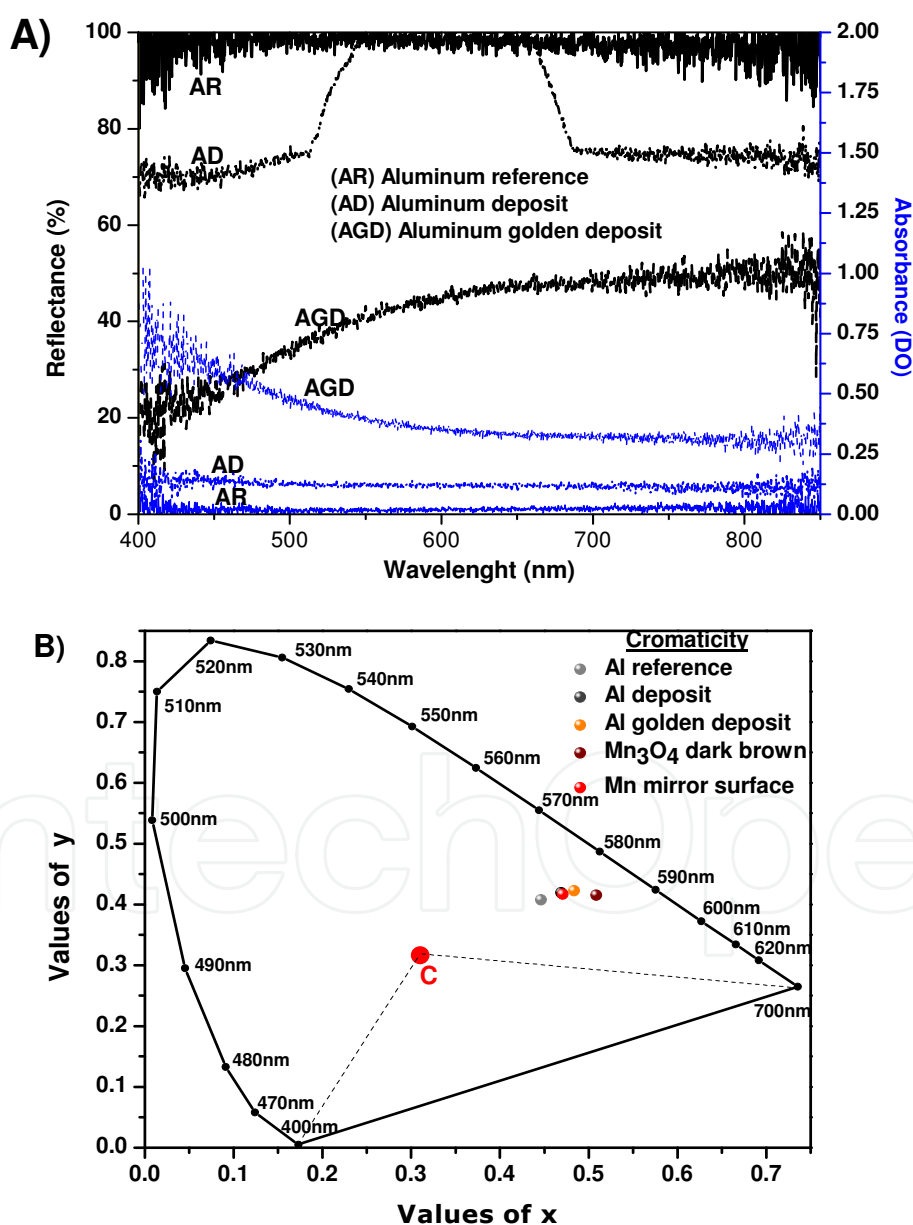 A)
100
80
60
40
20
0
Reflectance (%)
2.00
1.75
1.50
1.25
1.00
0.75
0.50
0.25
0.00
Absorbance (DO)
AR
AD
(AR) Aluminum reference
(AD) Aluminum deposit
(AGD) Aluminum golden deposit
AGD
AGD
AD
AR
400 500 600 700 800
Wavelenght (nm)
B)
0.8
0.7
0.6
0.5
0.4
0.3
0.2
0.1
0.0
Values of y
Cromaticity
Al reference
Al deposit
Al golden deposit
Mn3O4 dark brown
Mn mirror surface
520nm
530nm
510nm
540nm
550nm
560nm
570nm
500nm
580nm
590nm
600nm
610nm
620nm
490nm
C
700nm
480nm
470nm
400nm
0.0 0.1 0.2 0.3 0.4 0.5 0.6 0.7
Values of x
intechOpe